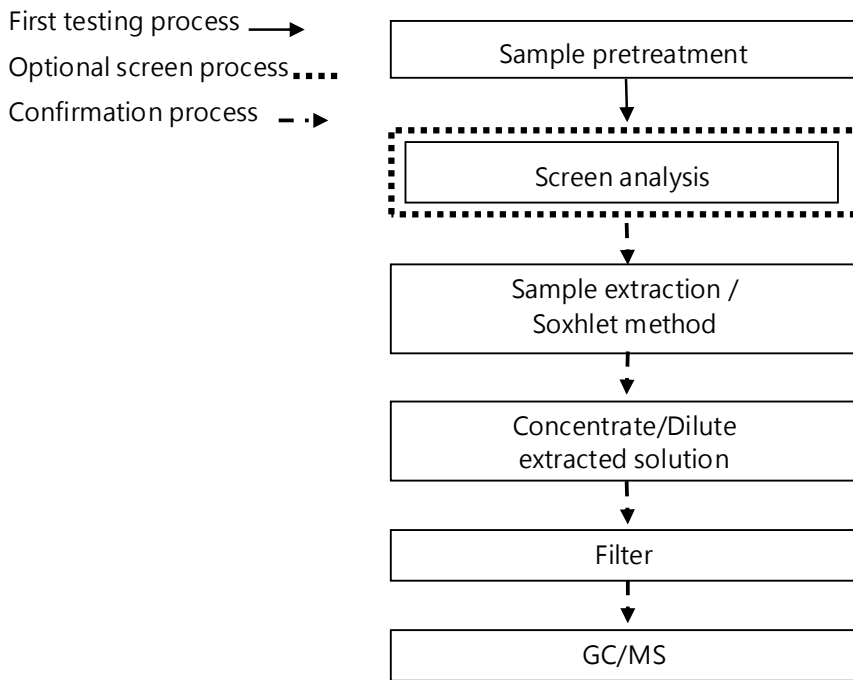 First testing process
Optional screen process
Confirmation process
Sample pretreatment
Screen analysis
Sample extraction /
Soxhlet method
Concentrate/Dilute
extracted solution
Filter
GC/MS